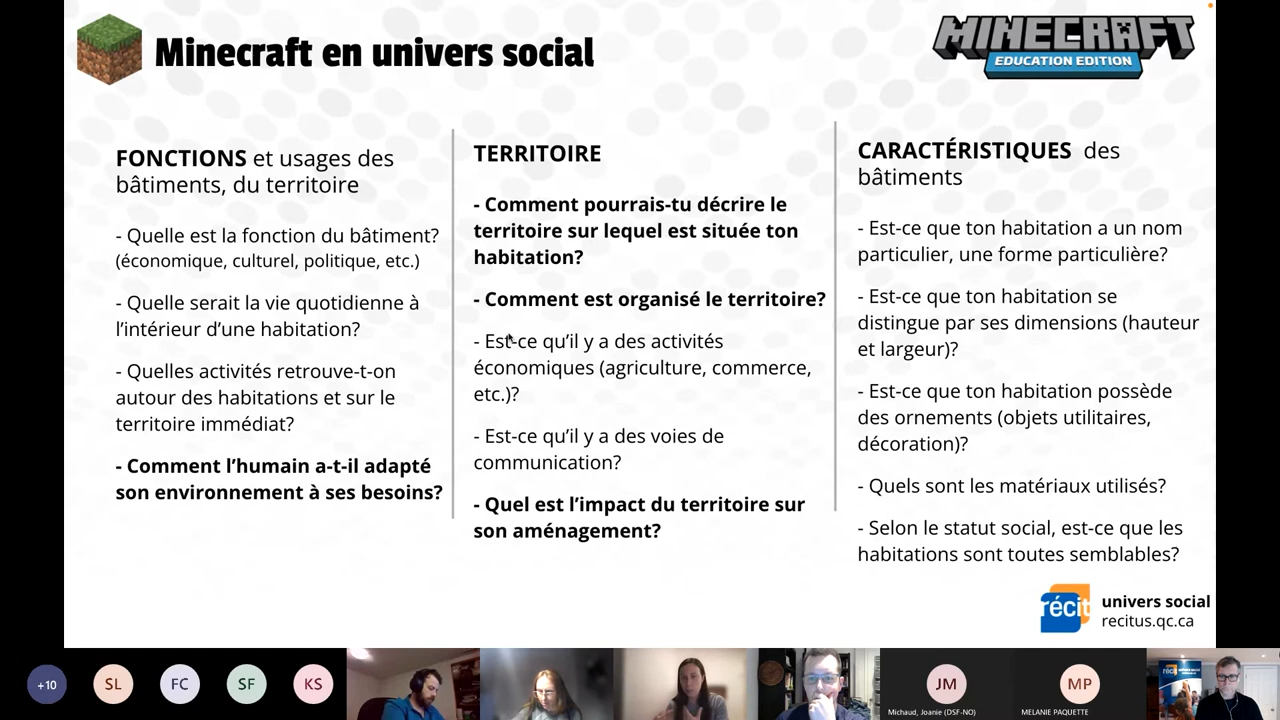 Minecraft en univers social
MINECRAFT
EDUCATION EDITION
FONCTIONS et usages des
bâtiments, du territoire
- Quelle est la fonction du bâtiment?
(économique, culturel, politique, etc.)
- Quelle serait la vie quotidienne à
l’intérieur d’une habitation?
- Quelles activités retrouve-t-on
autour des habitations et sur le
territoire immédiat?
- Comment l’humain a-t-il adapté
son environnement à ses besoins?
TERRITOIRE
- Comment pourrais-tu décrire le
territoire sur lequel est située ton
habitation?
- Comment est organisé le territoire?
- Est-ce qu’il y a des activités
économiques (agriculture, commerce,
etc.)?
- Est-ce qu’il y a des voies de
communication?
- Quel est l’impact du territoire sur
son aménagement?
CARACTÉRISTIQUES des
bâtiments
- Est-ce que ton habitation a un nom
particulier, une forme particulière?
- Est-ce que ton habitation se
distingue par ses dimensions (hauteur
et largeur)?
- Est-ce que ton habitation possède
des ornements (objets utilitaires,
décoration)?
- Quels sont les matériaux utilisés?
- Selon le statut social, est-ce que les
habitations sont toutes semblables?
récit
univers social
recitus.qc.ca
+10
SL
FC
SF
KS
JM
Michaud, Joanie (DSF-NO)
MP
MELANIE PAQUETTE
récit